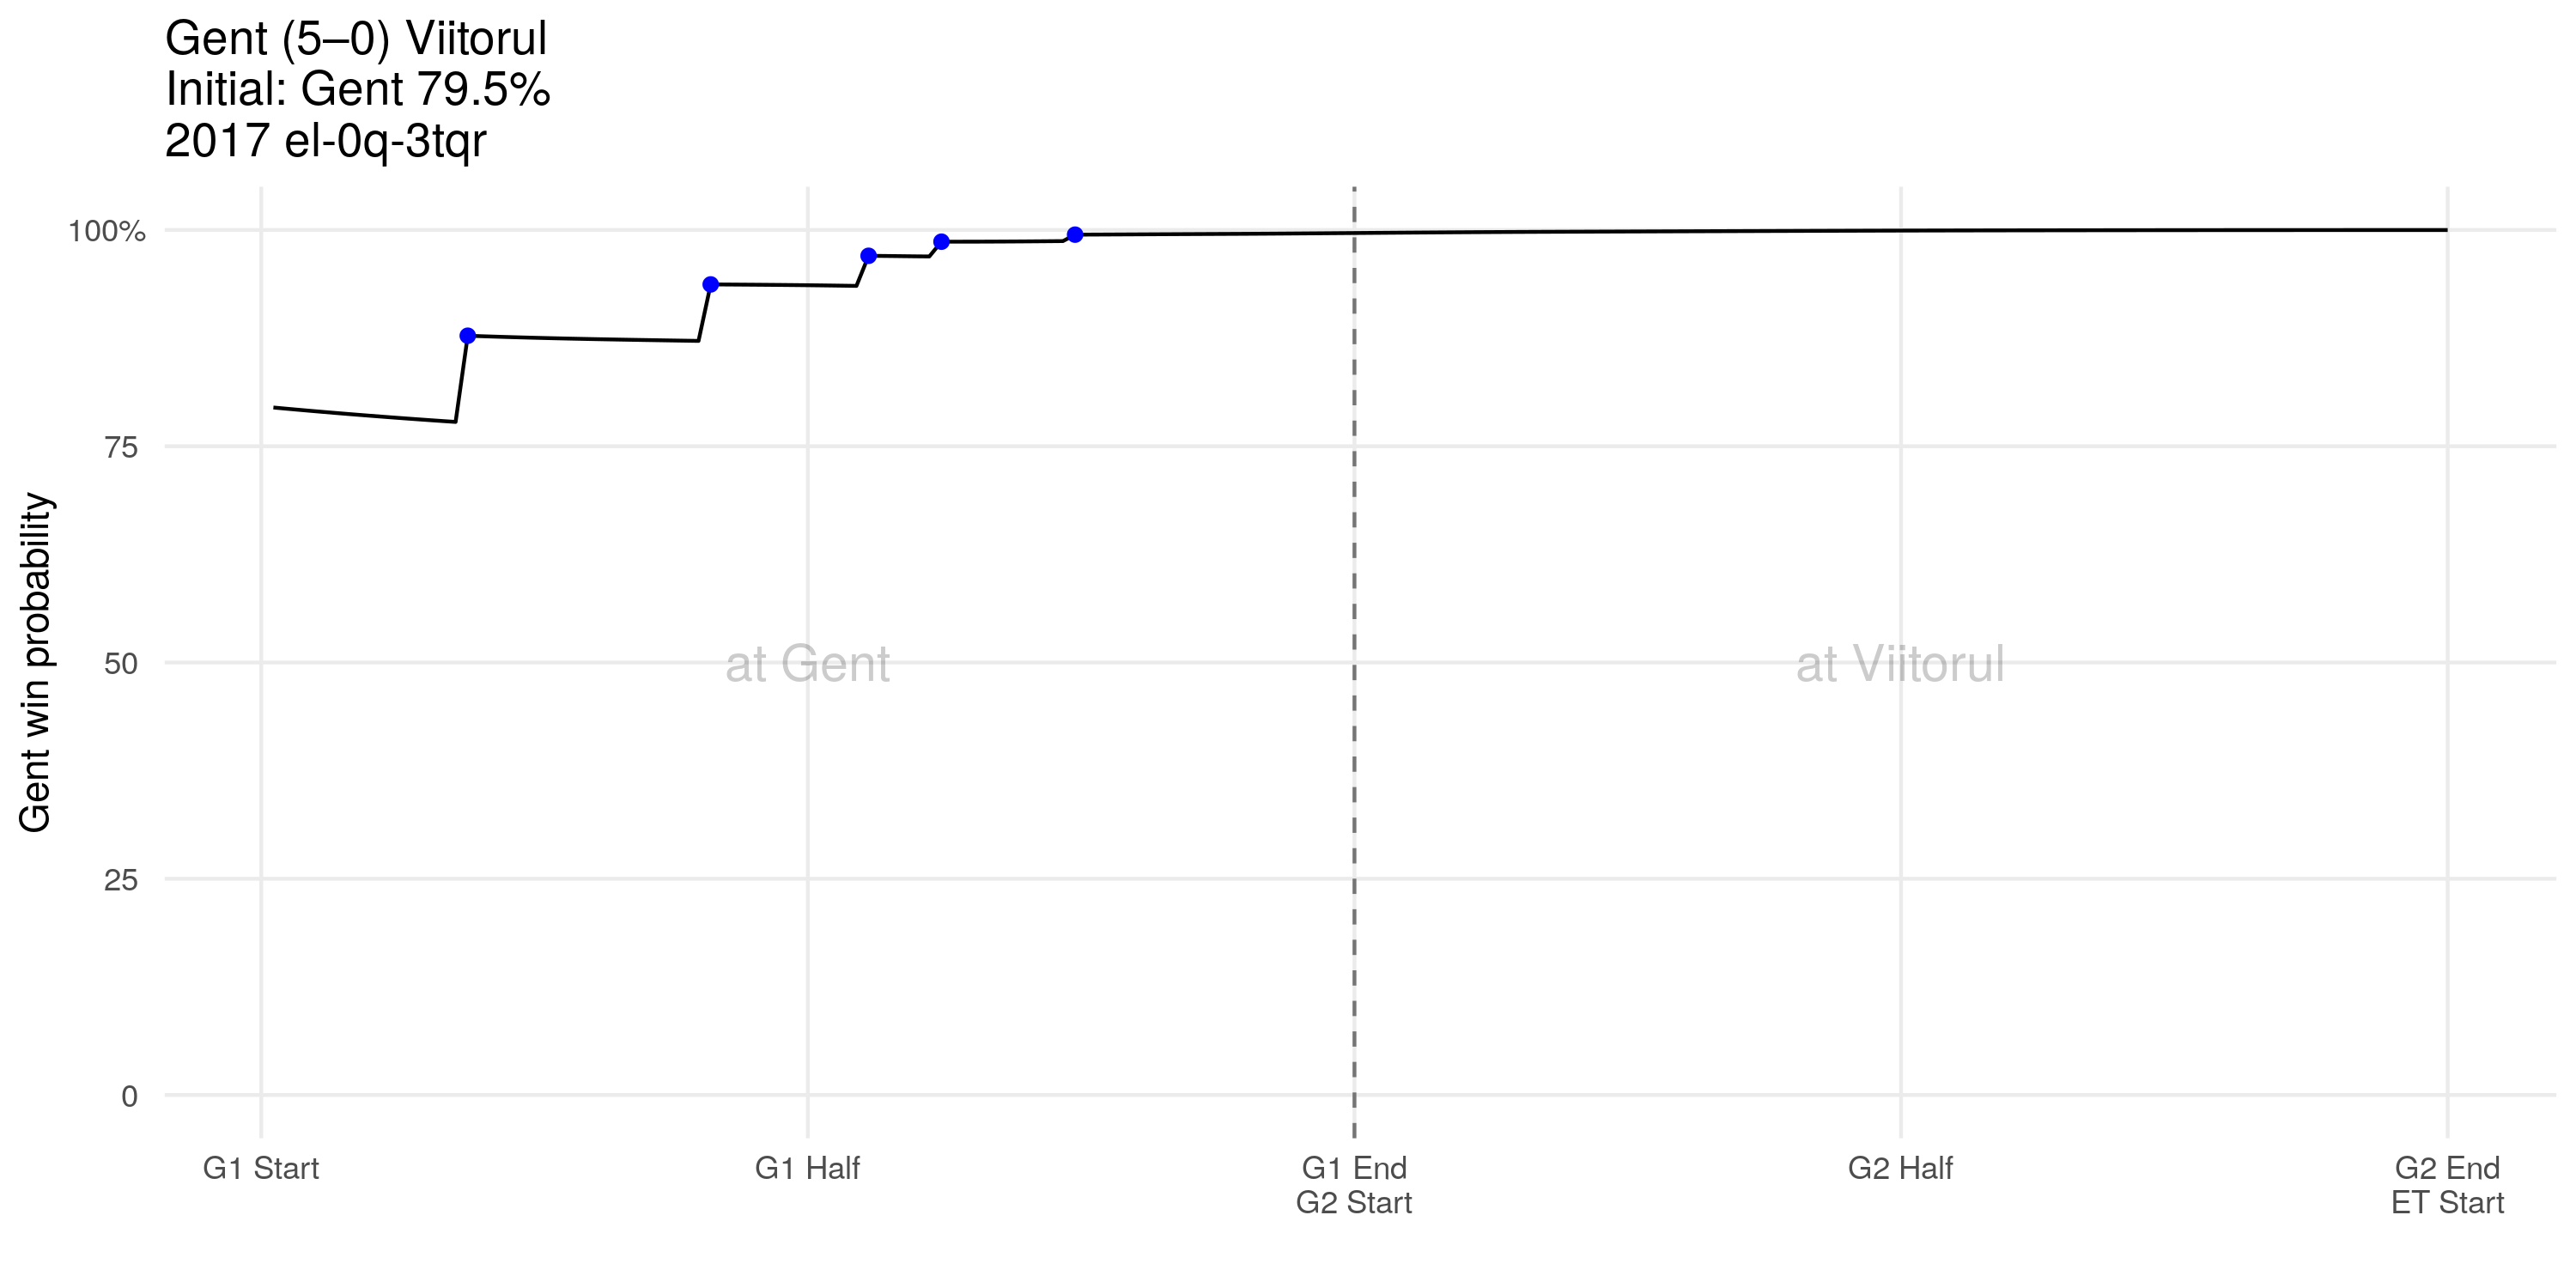 Gent (5–0) Viitorul
Initial: Gent 79.5%
2017 el-0q-3tqr
Gent win probability
100%
75
50
25
0
at Gent
at Viitorul
G1 Start
G1 Half
G1 End
G2 Start
G2 Half
G2 End
ET Start